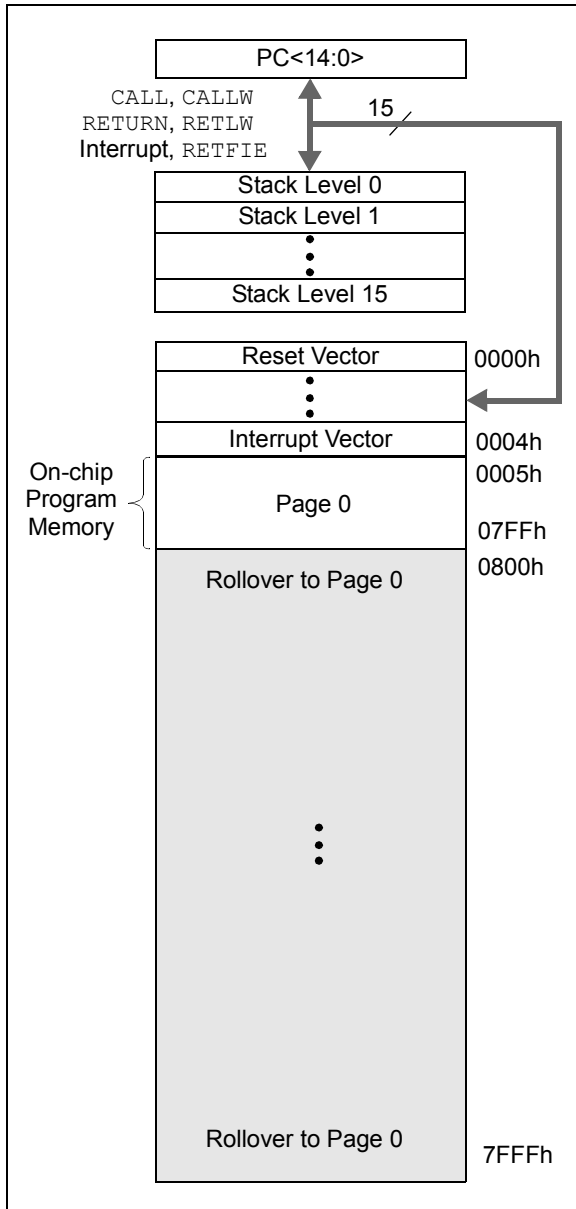 PC<14:0>
CALL, CALLW
15
RETURN, RETLW
Interrupt, RETFIE
Stack Level 0
Stack Level 1
Stack Level 15
Reset Vector
0000h
Interrupt Vector
0004h
On-chip
Program
Memory
0005h
Page 0
07FFh
0800h
Rollover to Page 0
Rollover to Page 0
7FFFh